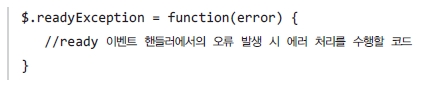 $.readyException = function(error) {
//ready 이벤트 핸들러에서의 오류 발생 시 에러 처리를 수행할 코드
}